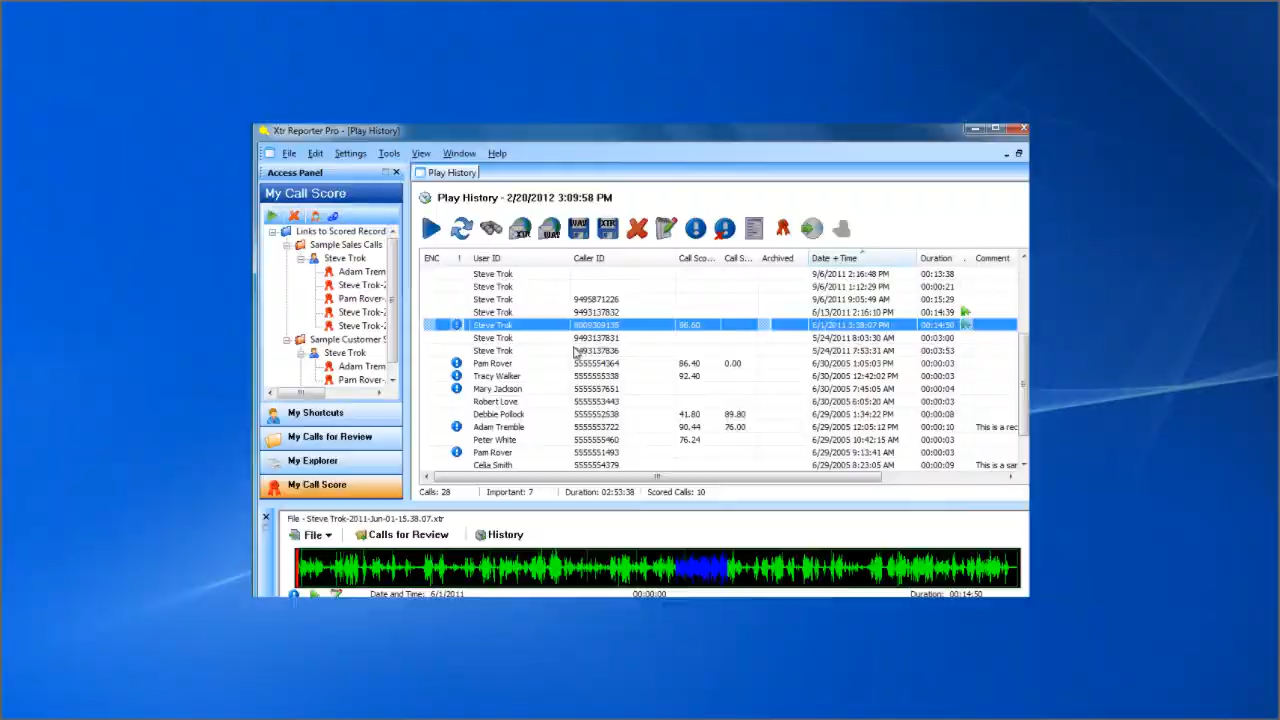 Xtr Reporter Pro - [Play History]
File Edit Settings Tools View Window Help
Access Panel
My Call Score
Links to Scored Record
Sample Sales Calls
Steve Trok
Adam Trem
Steve Trok-2
Pam Rover-
Steve Trok-2
Steve Trok-2
Sample Customer S
Steve Trok
Adam Trem
Pam Rover-
My Shortcuts
My Calls for Review
My Explorer
My Call Score
Play History
Play History - 2/20/2012 3:09:58 PM
XTR WAV WAV XTR
ENC ! User ID Caller ID Call Sco... Call S... Archived Date + Time Duration . Comment
Steve Trok 9/6/2011 2:16:48 PM 00:13:38
Steve Trok 9/6/2011 1:12:29 PM 00:00:21
Steve Trok 9495871226 9/6/2011 9:05:49 AM 00:15:29
Steve Trok 9493137832 6/13/2011 2:16:10 PM 00:14:39
Steve Trok 8009309135 86.60 6/1/2011 3:38:07 PM 00:14:50
Steve Trok 9493137831 5/24/2011 8:03:30 AM 00:03:00
Steve Trok 9493137836 5/24/2011 7:53:31 AM 00:03:53
Pam Rover 5555554364 86.40 0.00 6/30/2005 1:05:03 PM 00:00:03
Tracy Walker 5555555338 92.40 6/30/2005 12:42:02 PM 00:00:03
Mary Jackson 5555557651 6/30/2005 7:45:05 AM 00:00:04
Robert Love 5555553443 6/30/2005 6:05:20 AM 00:00:03
Debbie Pollock 5555552538 41.80 89.80 6/29/2005 1:34:22 PM 00:00:08
Adam Tremble 5555553722 90.44 76.00 6/29/2005 12:05:12 PM 00:00:10 This is a rec
Peter White 5555555460 76.24 6/29/2005 10:42:15 AM 00:00:03
Pam Rover 5555551493 6/29/2005 9:13:41 AM 00:00:03
Celia Smith 5555554379 6/29/2005 8:23:05 AM 00:00:09 This is a sar
Calls: 28 Important: 7 Duration: 02:53:38 Scored Calls: 10
File - Steve Trok-2011-Jun-01-15.38.07.xtr
File Calls for Review History
Date and Time: 6/1/2011 00:00:00 Duration: 00:14:50